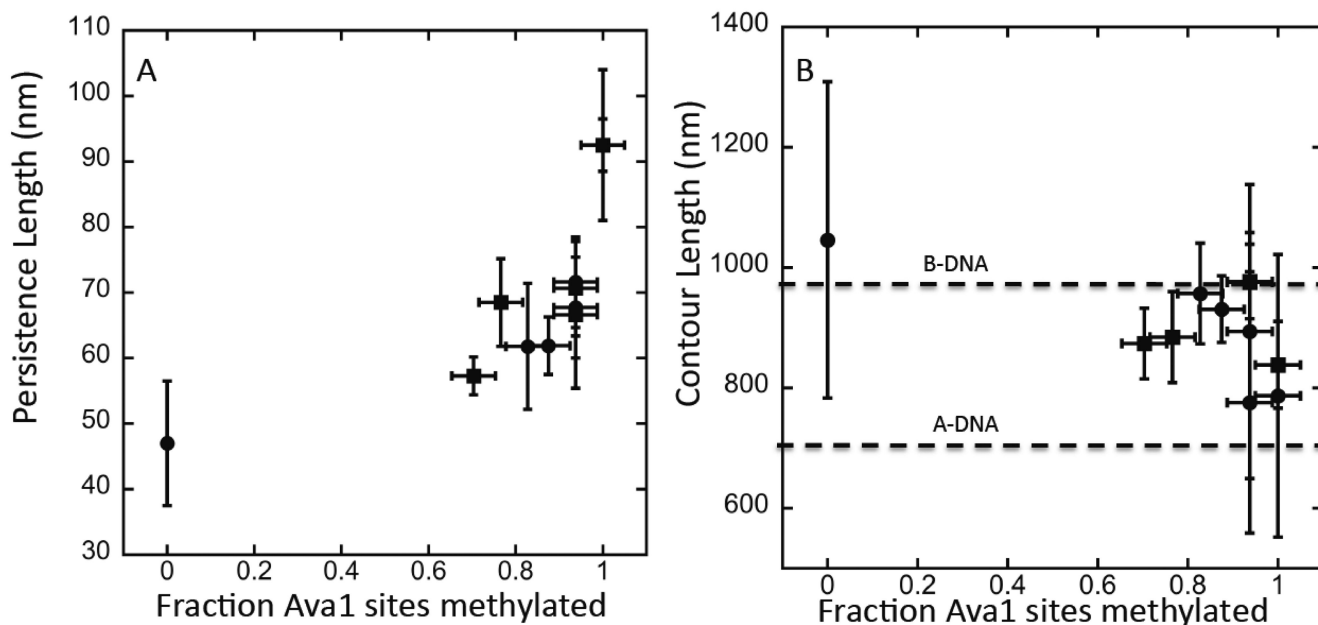 A
Persistence Length (nm)
110
100
90
80
70
60
50
40
30
0 0.2 0.4 0.6 0.8 1
Fraction Ava1 sites methylated
B
Contour Length (nm)
1400
1200
1000
800
600
B-DNA
A-DNA
0 0.2 0.4 0.6 0.8 1
Fraction Ava1 sites methylated